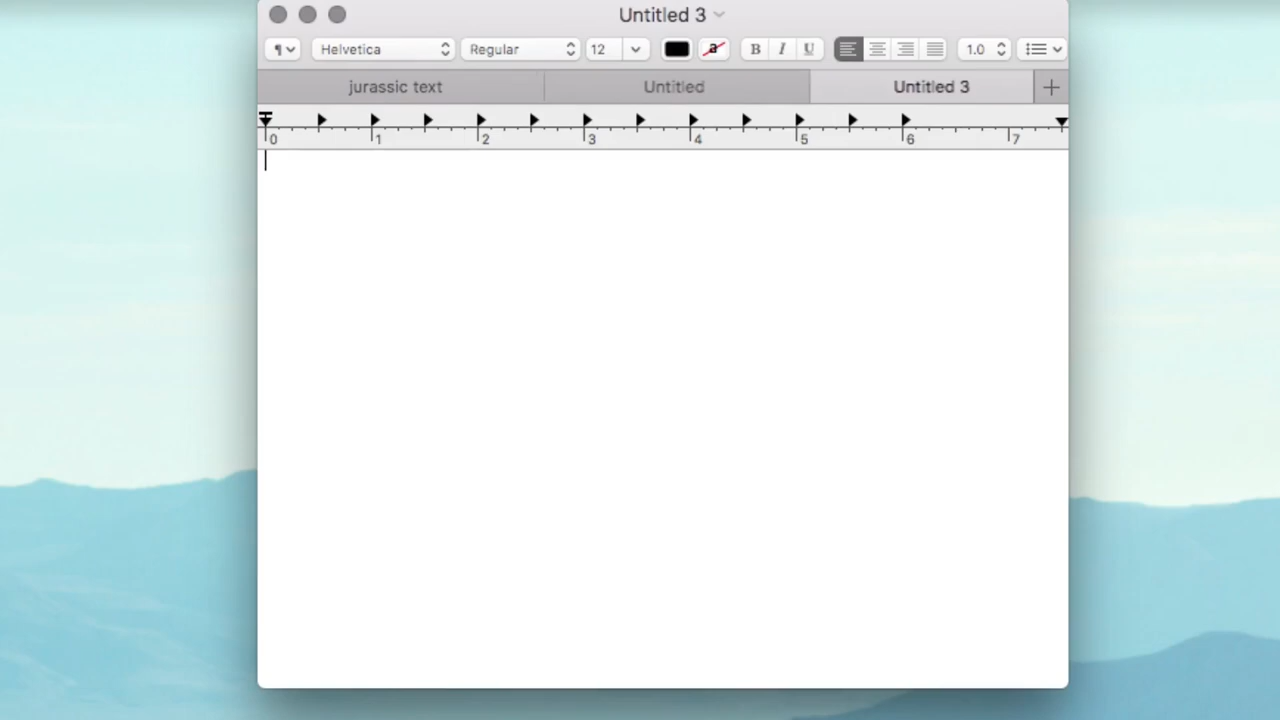 Untitled 3
¶ Helvetica Regular 12 a B I U 1.0
jurassic text Untitled Untitled 3 +
0 1 2 3 4 5 6 7